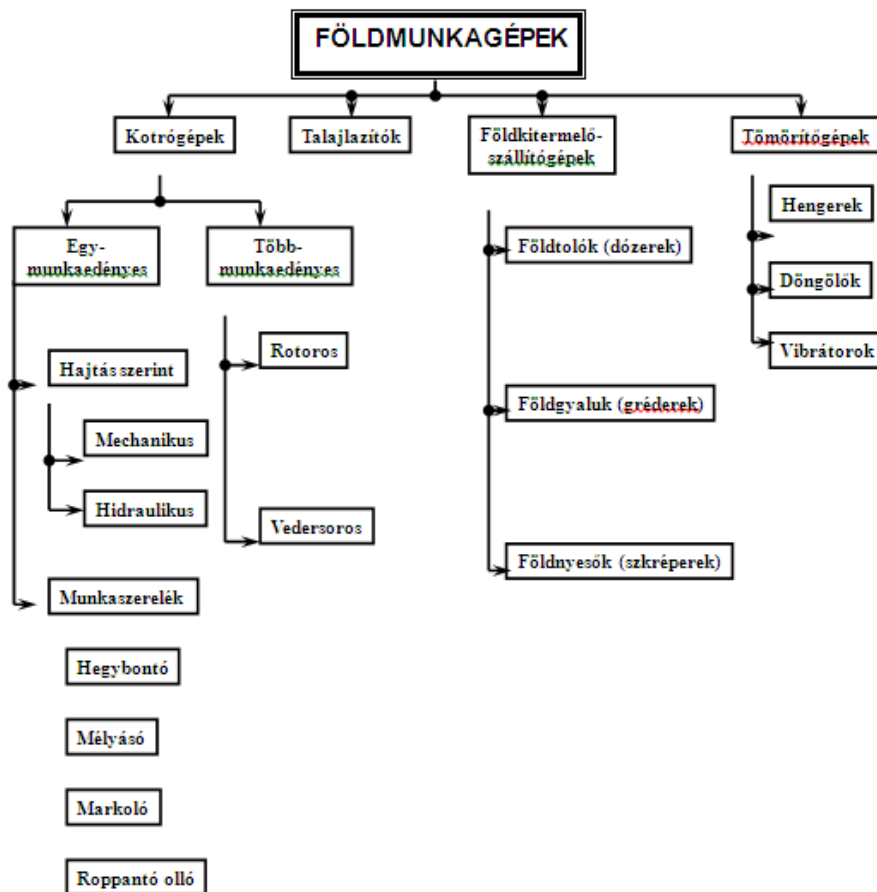 FÖLDMUNKAGÉPEK
Kotrógépek
Talajlazítók
Földkitermelő-
szállítógépek
Tömörítőgépek
Egy-
munkaedényes
Több-
munkaedényes
Hajtás szerint
Mechanikus
Hidraulikus
Munkaszerelék
Hegybontó
Mélyásó
Markoló
Roppantó olló
Rotoros
Vedersoros
Földtolók (dózerek)
Földgyaluk (gréderek)
Földnyesők (szkréperek)
Hengerek
Döngölők
Vibrátorok